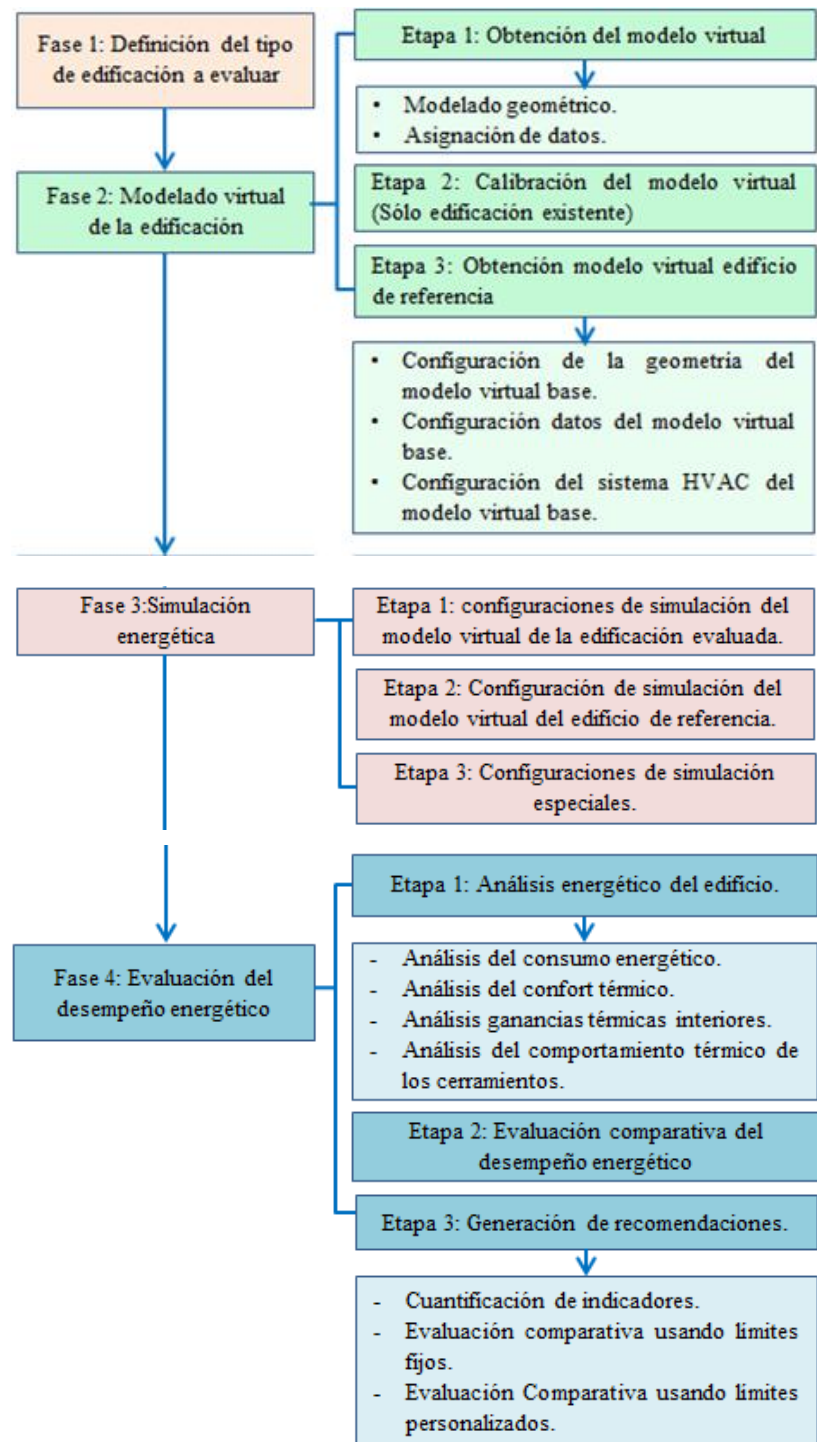 Fase 1: Definición del tipo
de edificación a evaluar
Etapa 1: Obtención del modelo virtual
• Modelado geométrico.
• Asignación de datos.
Fase 2: Modelado virtual
de la edificación
Etapa 2: Calibración del modelo virtual
(Sólo edificación existente)
Etapa 3: Obtención modelo virtual edificio
de referencia
• Configuración de la geometría del
modelo virtual base.
• Configuración datos del modelo virtual
base.
• Configuración del sistema HVAC del
modelo virtual base.
Fase 3:Simulación
energética
Etapa 1: configuraciones de simulación del
modelo virtual de la edificación evaluada.
Etapa 2: Configuración de simulación del
modelo virtual del edificio de referencia.
Etapa 3: Configuraciones de simulación
especiales.
Fase 4: Evaluación del
desempeño energético
Etapa 1: Análisis energético del edificio.
- Análisis del consumo energético.
- Análisis del confort térmico.
- Análisis ganancias térmicas interiores.
- Análisis del comportamiento térmico de
los cerramientos.
Etapa 2: Evaluación comparativa del
desempeño energético
Etapa 3: Generación de recomendaciones.
- Cuantificación de indicadores.
- Evaluación comparativa usando límites
fijos.
- Evaluación Comparativa usando límites
personalizados.